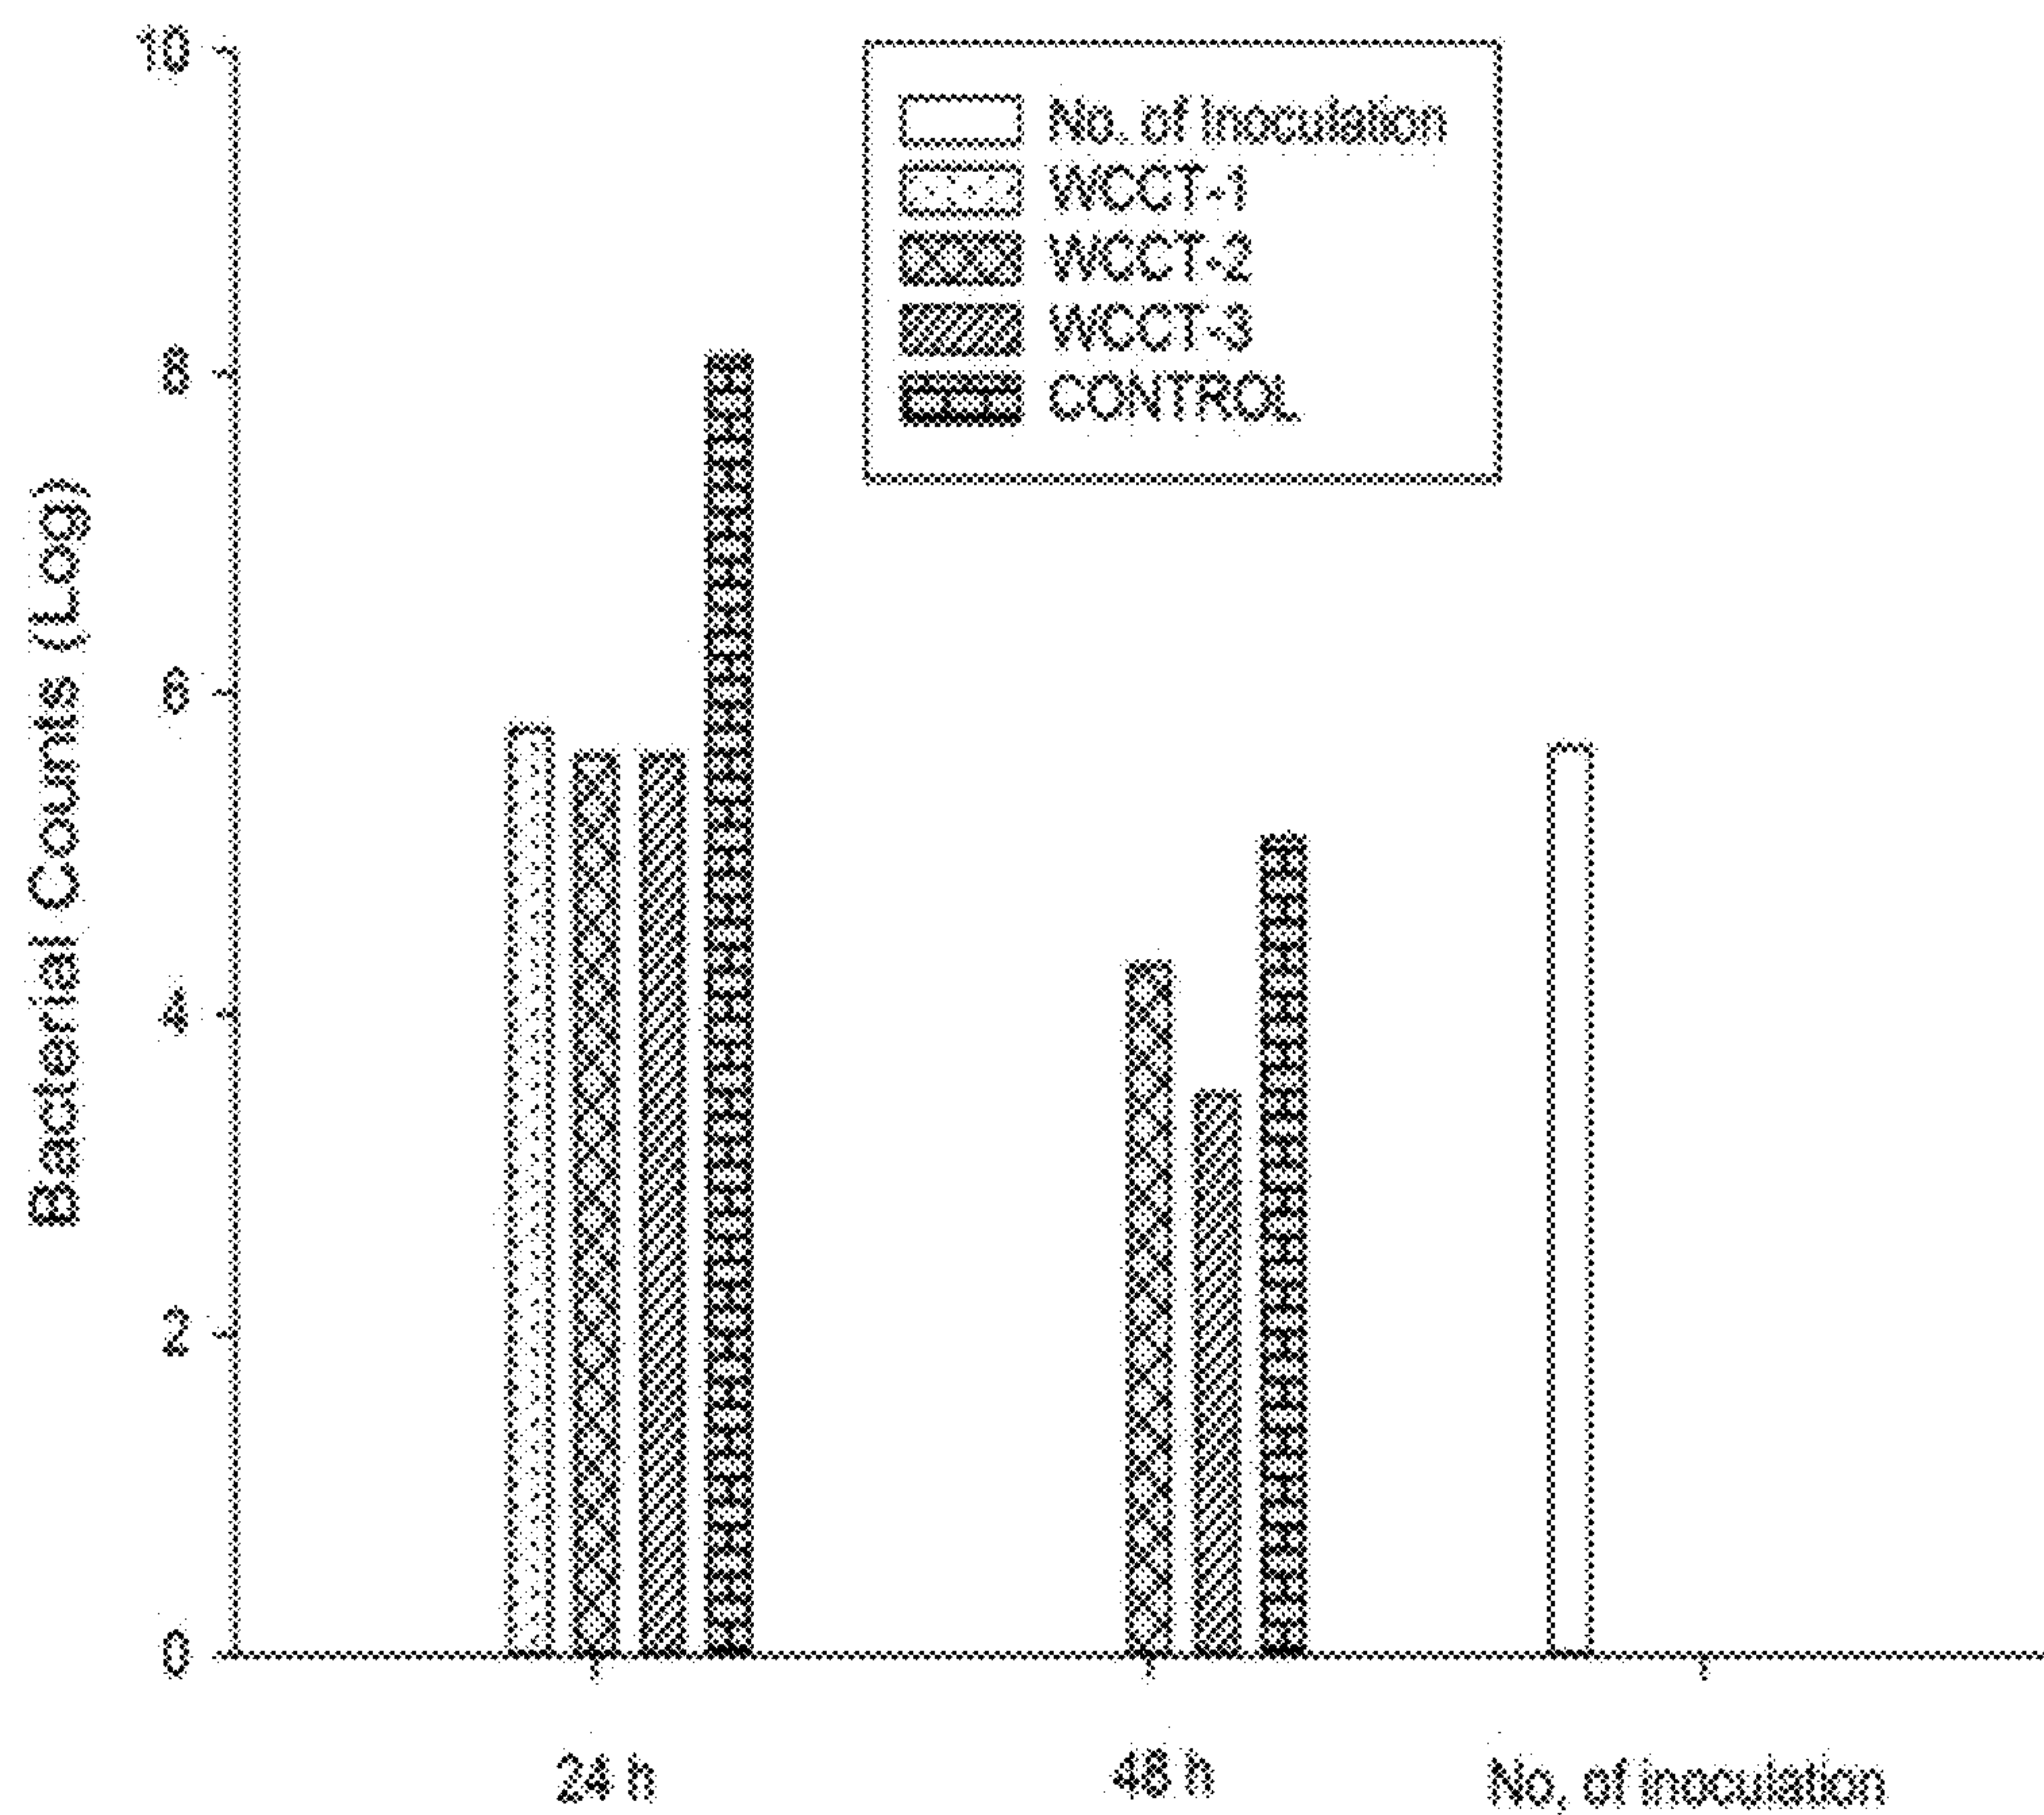 Bacterial Counts (Log)
10
8
6
4
2
0
No. of Inoculation
WCCT-1
WCCT-2
WCCT-3
CONTROL
24 h
48 h
No, of inoculation